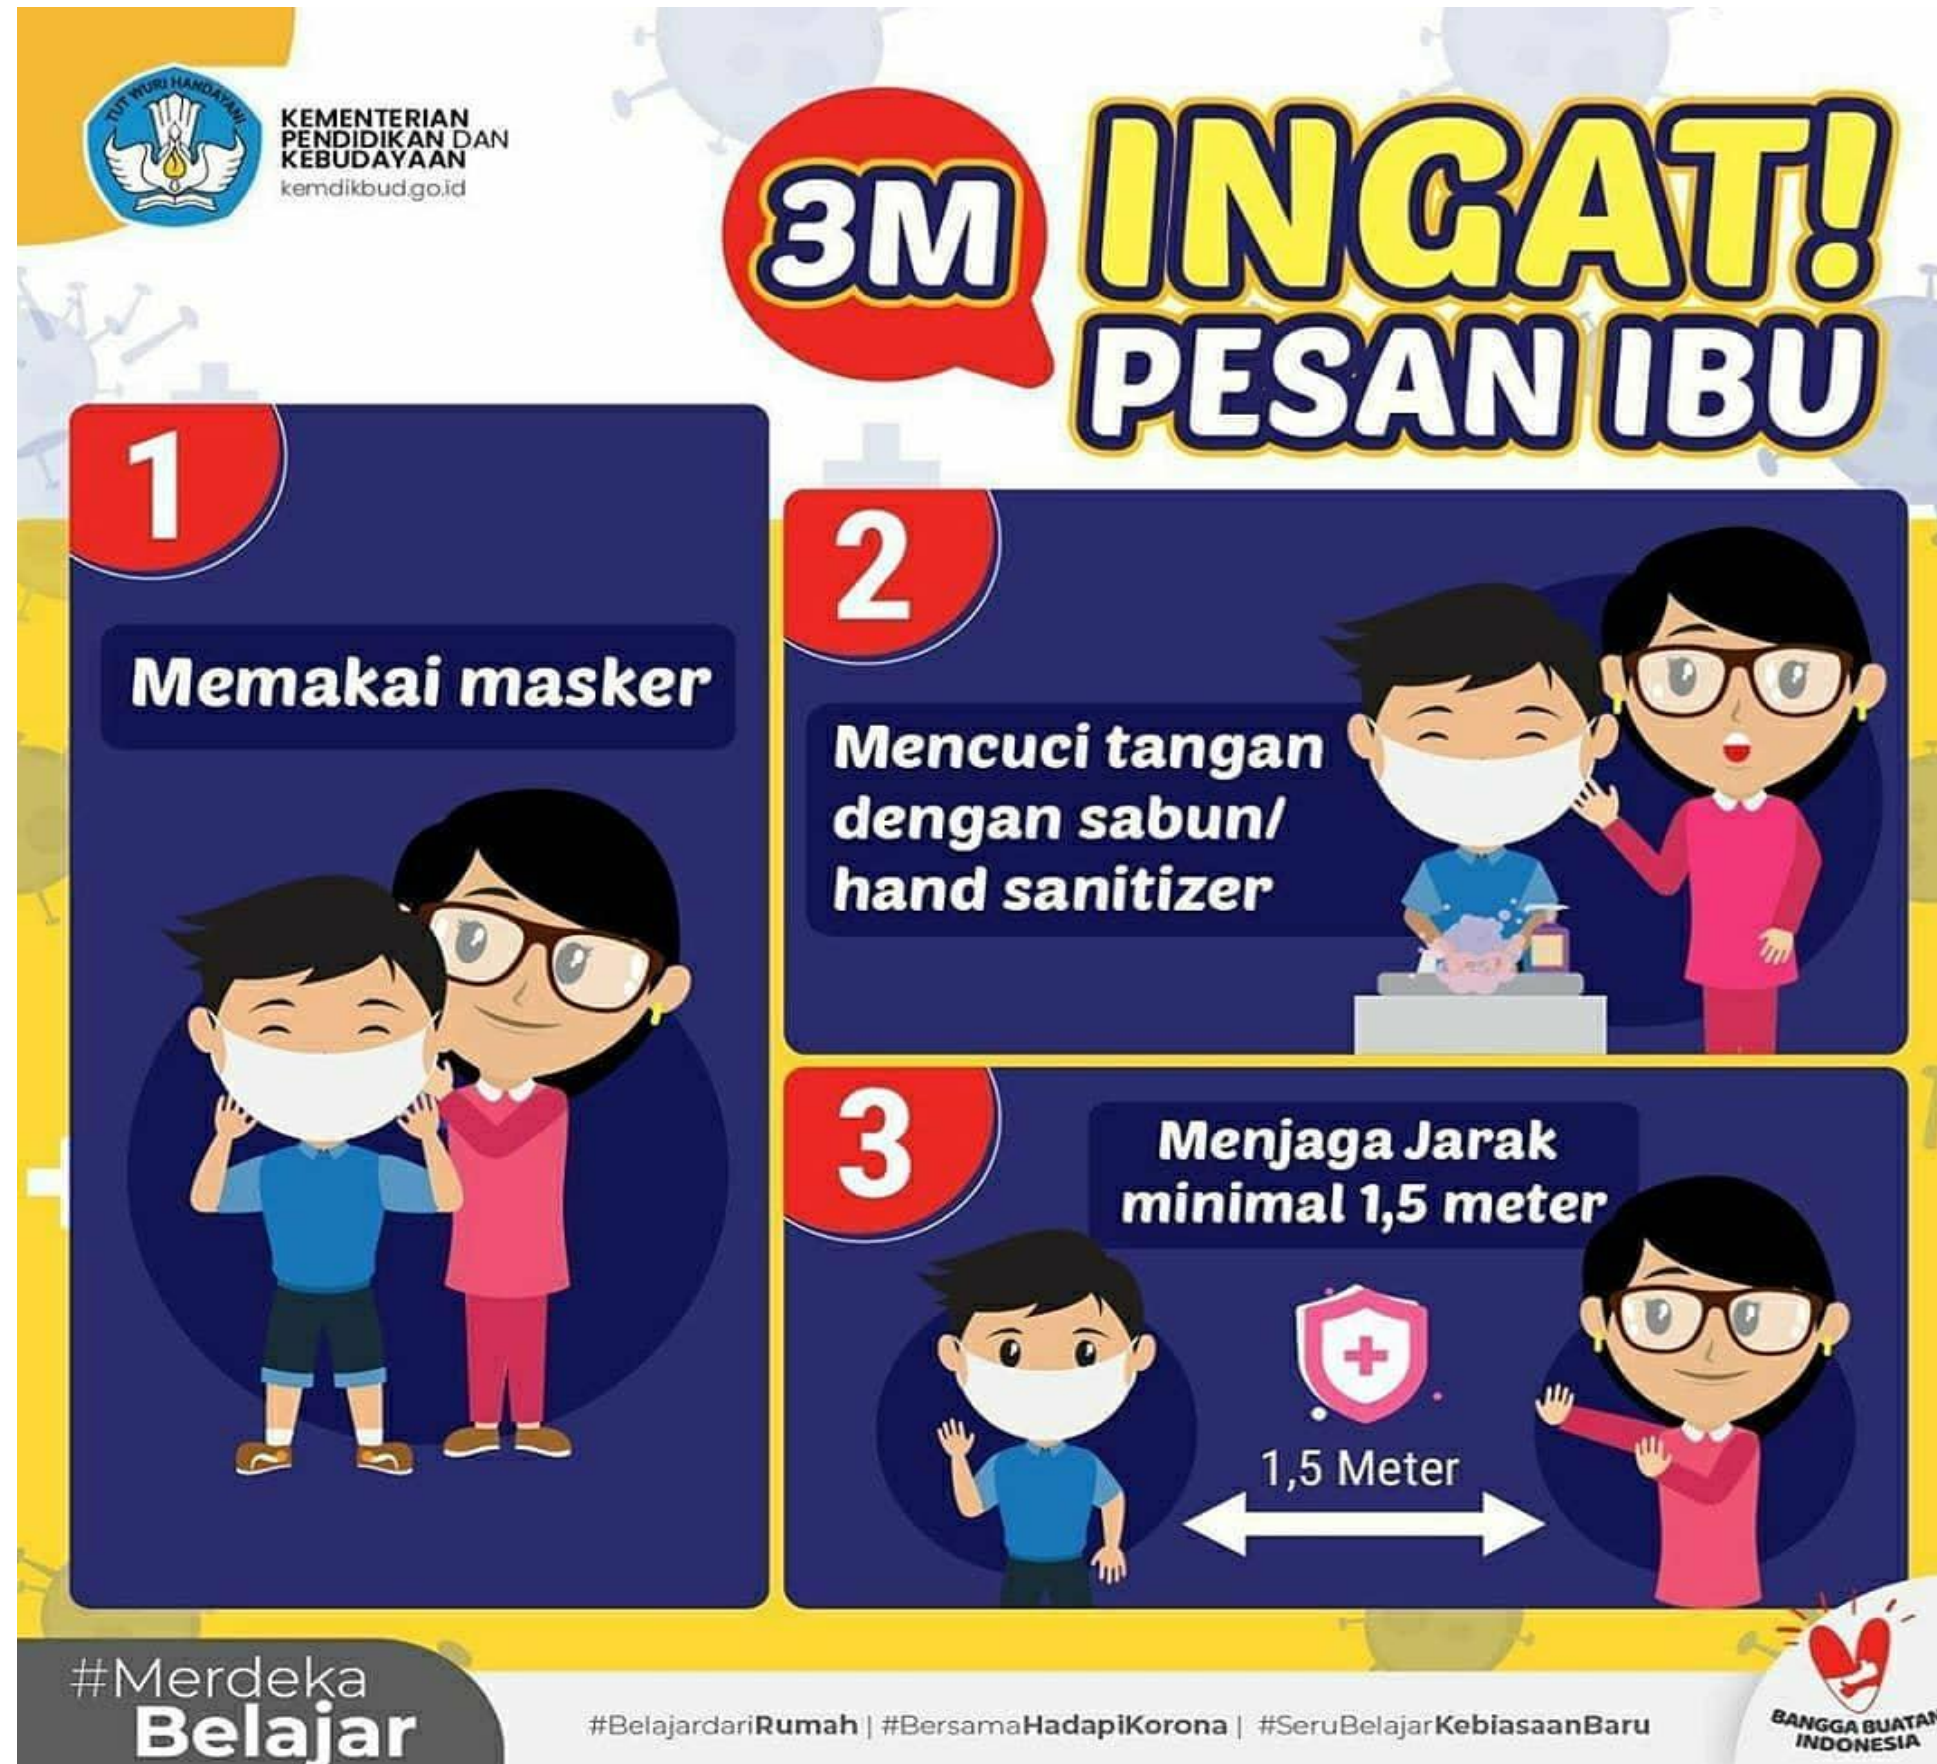 TUT WURI HANDAYANI
KEMENTERIAN
PENDIDIKAN DAN
KEBUDAYAAN
kemdikbud.go.id
3M
INGAT!
PESAN IBU
1
Memakai masker
2
Mencuci tangan
dengan sabun/
hand sanitizer
3
Menjaga Jarak
minimal 1,5 meter
1,5 Meter
#Merdeka
Belajar
#BelajardariRumah | #BersamaHadapiKorona | #SeruBelajarKebiasaanBaru
BANGGA BUATAN
INDONESIA